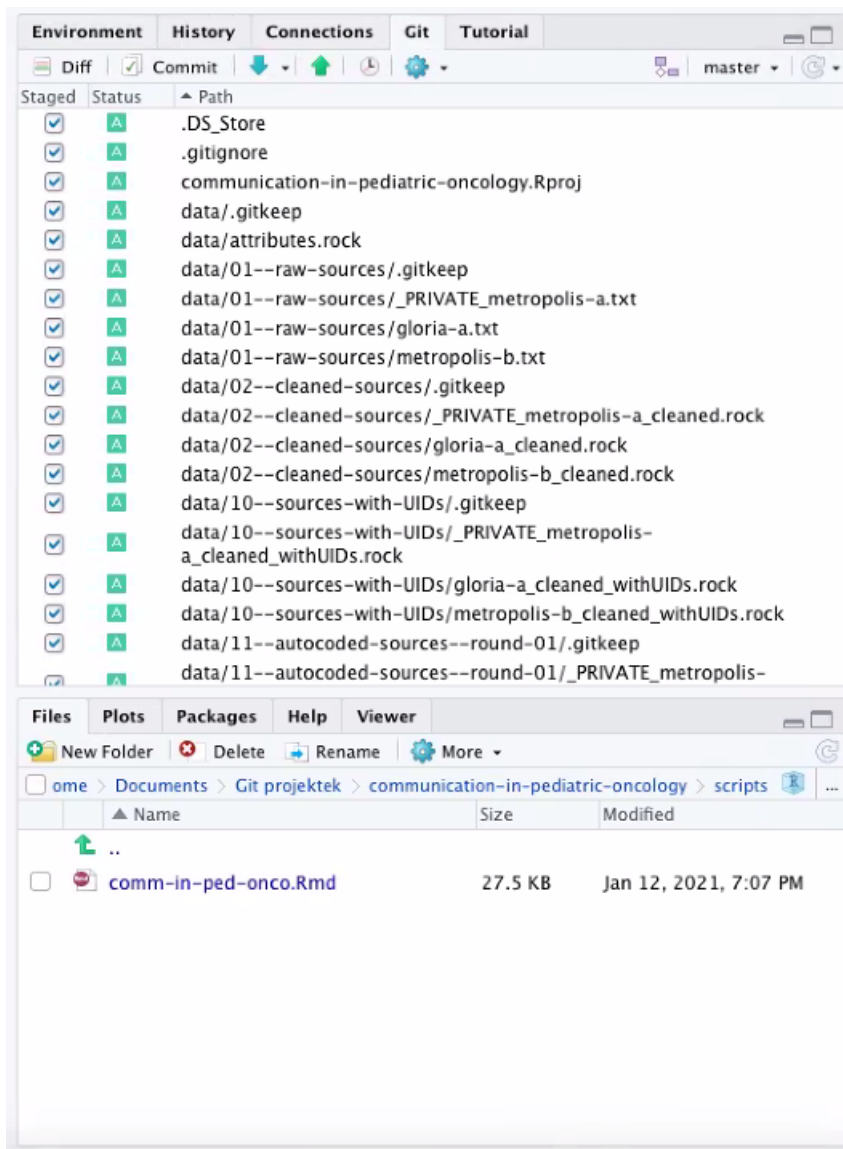 Environment History Connections Git Tutorial
Diff Commit master
Staged Status Path
A .DS_Store
A .gitignore
A communication-in-pediatric-oncology.Rproj
A data/.gitkeep
A data/attributes.rock
A data/01--raw-sources/.gitkeep
A data/01--raw-sources/_PRIVATE_metropolis-a.txt
A data/01--raw-sources/gloria-a.txt
A data/01--raw-sources/metropolis-b.txt
A data/02--cleaned-sources/.gitkeep
A data/02--cleaned-sources/_PRIVATE_metropolis-a_cleaned.rock
A data/02--cleaned-sources/gloria-a_cleaned.rock
A data/02--cleaned-sources/metropolis-b_cleaned.rock
A data/10--sources-with-UIDs/.gitkeep
A data/10--sources-with-UIDs/_PRIVATE_metropolis-
a_cleaned_withUIDs.rock
A data/10--sources-with-UIDs/gloria-a_cleaned_withUIDs.rock
A data/10--sources-with-UIDs/metropolis-b_cleaned_withUIDs.rock
A data/11--autocoded-sources--round-01/.gitkeep
A data/11--autocoded-sources--round-01/_PRIVATE_metropolis-
Files Plots Packages Help Viewer
New Folder Delete Rename More
ome > Documents > Git projektek > communication-in-pediatric-oncology > scripts R ...
Name Size Modified
..
comm-in-ped-onco.Rmd 27.5 KB Jan 12, 2021, 7:07 PM